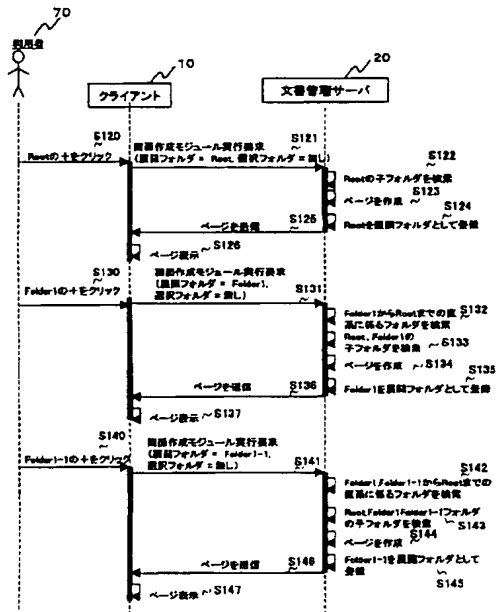 70
利用者
10
クライアント
20
文書管理サーバ
S120
Rootの+をクリック
画面作成モジュール実行要求
(展開フォルダ = Root, 選択フォルダ = 無し)
S121
S122
Rootの子フォルダを検索
S123
ページを作成
S124
Rootを展開フォルダとして登録
S125
ページを送信
S126
ページ表示
S130
Folder1の+をクリック
画面作成モジュール実行要求
(展開フォルダ = Folder1,
選択フォルダ = 無し)
S131
S132
Folder1からRootまでの直
系に係るフォルダを検索
Root, Folder1の
子フォルダを検索
S133
ページを作成
S134
S135
Folder1を展開フォルダとして登録
ページを返信
S136
ページ表示
S137
S140
Folder1-1の+をクリック
画面作成モジュール実行要求
(展開フォルダ = Folder1-1,
選択フォルダ = 無し)
S141
S142
Folder1,Folder1-1からRootまでの
直系に係るフォルダを検索
Root,Folder1,Folder1-1フォルダ
の子フォルダを検索
S143
S144
ページを作成
Folder1-1を展開フォルダとして
登録
S145
ページを返信
S146
ページ表示
S147